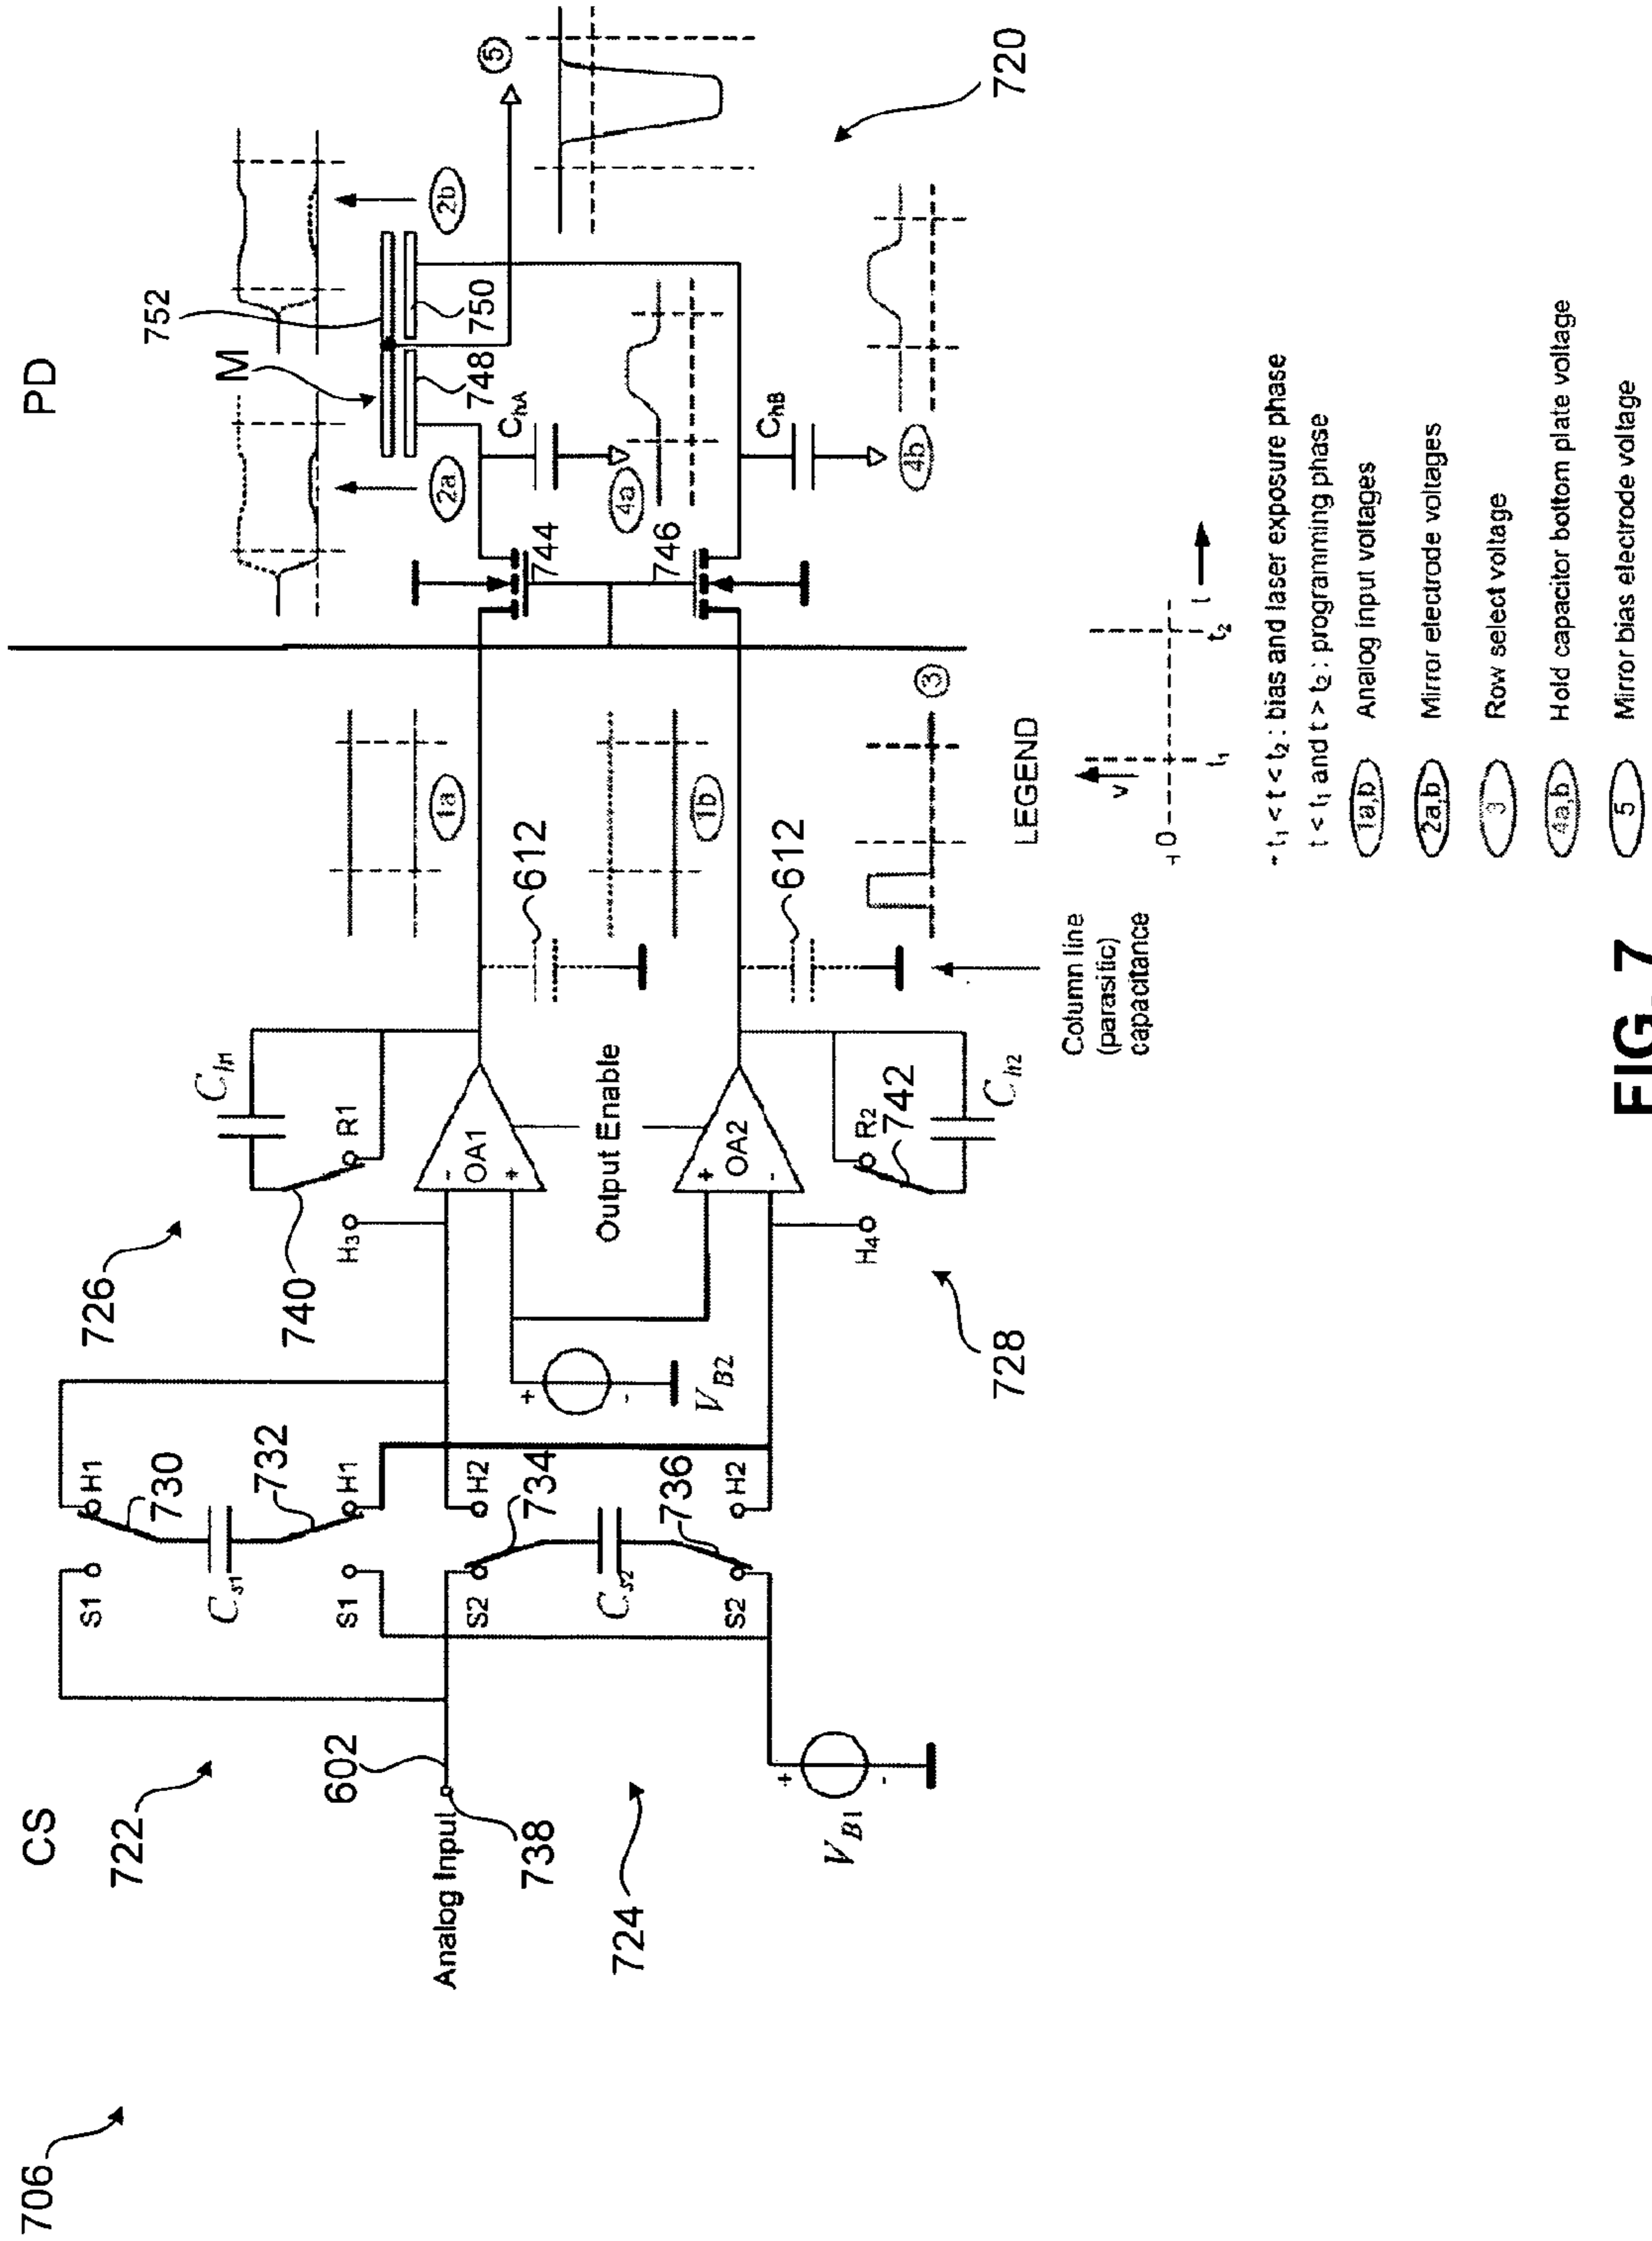 706
CS
PD
722
726
752
M
C_s1
C_h1
S1
H1
730
732
S1
H1
740
R1
H3
602
Analog Input
738
724
S2
H2
734
C_s2
736
S2
H2
V_B1
+
-
V_B2
+
-
OA1
-
+
Output Enable
OA2
+
-
H4
R2
742
C_h2
728
612
612
1a
1b
3
Column line
(parasitic)
capacitance
744
746
2a
2b
748
750
C_hA
C_hB
4a
4b
5
720
LEGEND
v
0
t1
t2
t
t1 < t < t2 : bias and laser exposure phase
t < t1 and t > t2 : programming phase
1a,b Analog input voltages
2a,b Mirror electrode voltages
3 Row select voltage
4a,b Hold capacitor bottom plate voltage
5 Mirror bias electrode voltage
FIG. 7